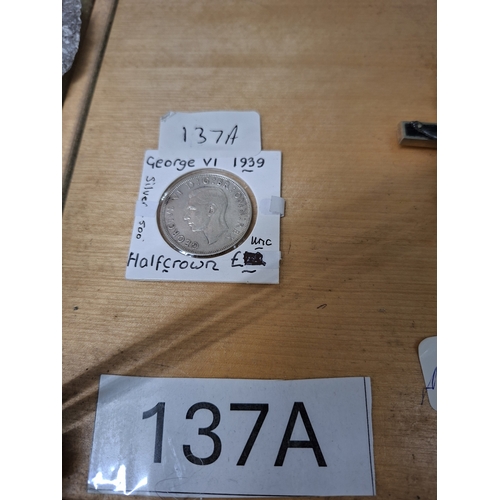 137A
George VI 1939
Silver .500
Unc
Halfcrown £
137A